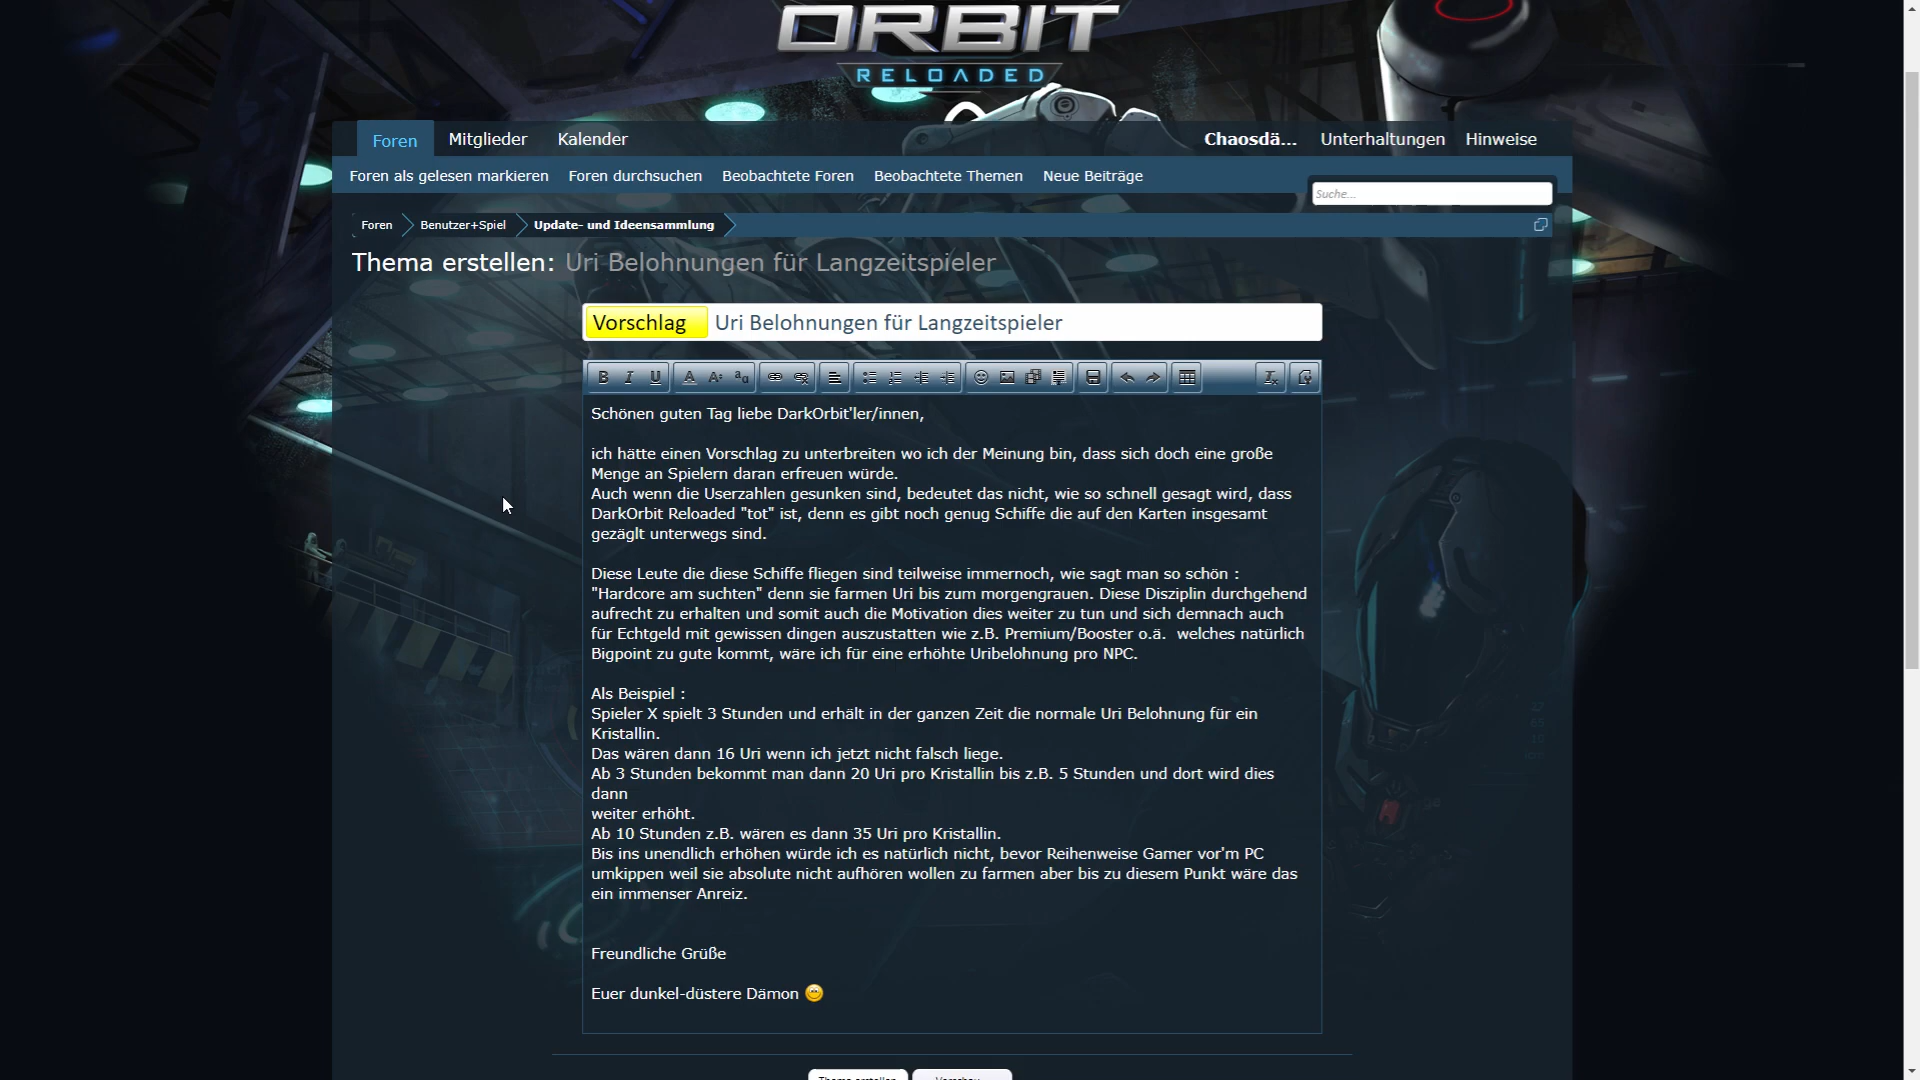 ORBIT
RELOADED
Foren Mitglieder Kalender Chaosdä... Unterhaltungen Hinweise
Foren als gelesen markieren Foren durchsuchen Beobachtete Foren Beobachtete Themen Neue Beiträge
Suche...
Foren Benutzer+Spiel Update- und Ideensammlung
Thema erstellen: Uri Belohnungen für Langzeitspieler
Vorschlag Uri Belohnungen für Langzeitspieler
Schönen guten Tag liebe DarkOrbit'ler/innen,
ich hätte einen Vorschlag zu unterbreiten wo ich der Meinung bin, dass sich doch eine große
Menge an Spielern daran erfreuen würde.
Auch wenn die Userzahlen gesunken sind, bedeutet das nicht, wie so schnell gesagt wird, dass
DarkOrbit Reloaded "tot" ist, denn es gibt noch genug Schiffe die auf den Karten insgesamt
gezäglt unterwegs sind.
Diese Leute die diese Schiffe fliegen sind teilweise immernoch, wie sagt man so schön :
"Hardcore am suchten" denn sie farmen Uri bis zum morgengrauen. Diese Disziplin durchgehend
aufrecht zu erhalten und somit auch die Motivation dies weiter zu tun und sich demnach auch
für Echtgeld mit gewissen dingen auszustatten wie z.B. Premium/Booster o.ä.  welches natürlich
Bigpoint zu gute kommt, wäre ich für eine erhöhte Uribelohnung pro NPC.
Als Beispiel :
Spieler X spielt 3 Stunden und erhält in der ganzen Zeit die normale Uri Belohnung für ein
Kristallin.
Das wären dann 16 Uri wenn ich jetzt nicht falsch liege.
Ab 3 Stunden bekommt man dann 20 Uri pro Kristallin bis z.B. 5 Stunden und dort wird dies
dann
weiter erhöht.
Ab 10 Stunden z.B. wären es dann 35 Uri pro Kristallin.
Bis ins unendlich erhöhen würde ich es natürlich nicht, bevor Reihenweise Gamer vor'm PC
umkippen weil sie absolute nicht aufhören wollen zu farmen aber bis zu diesem Punkt wäre das
ein immenser Anreiz.
Freundliche Grüße
Euer dunkel-düstere Dämon
Thema erstellen Vorschau